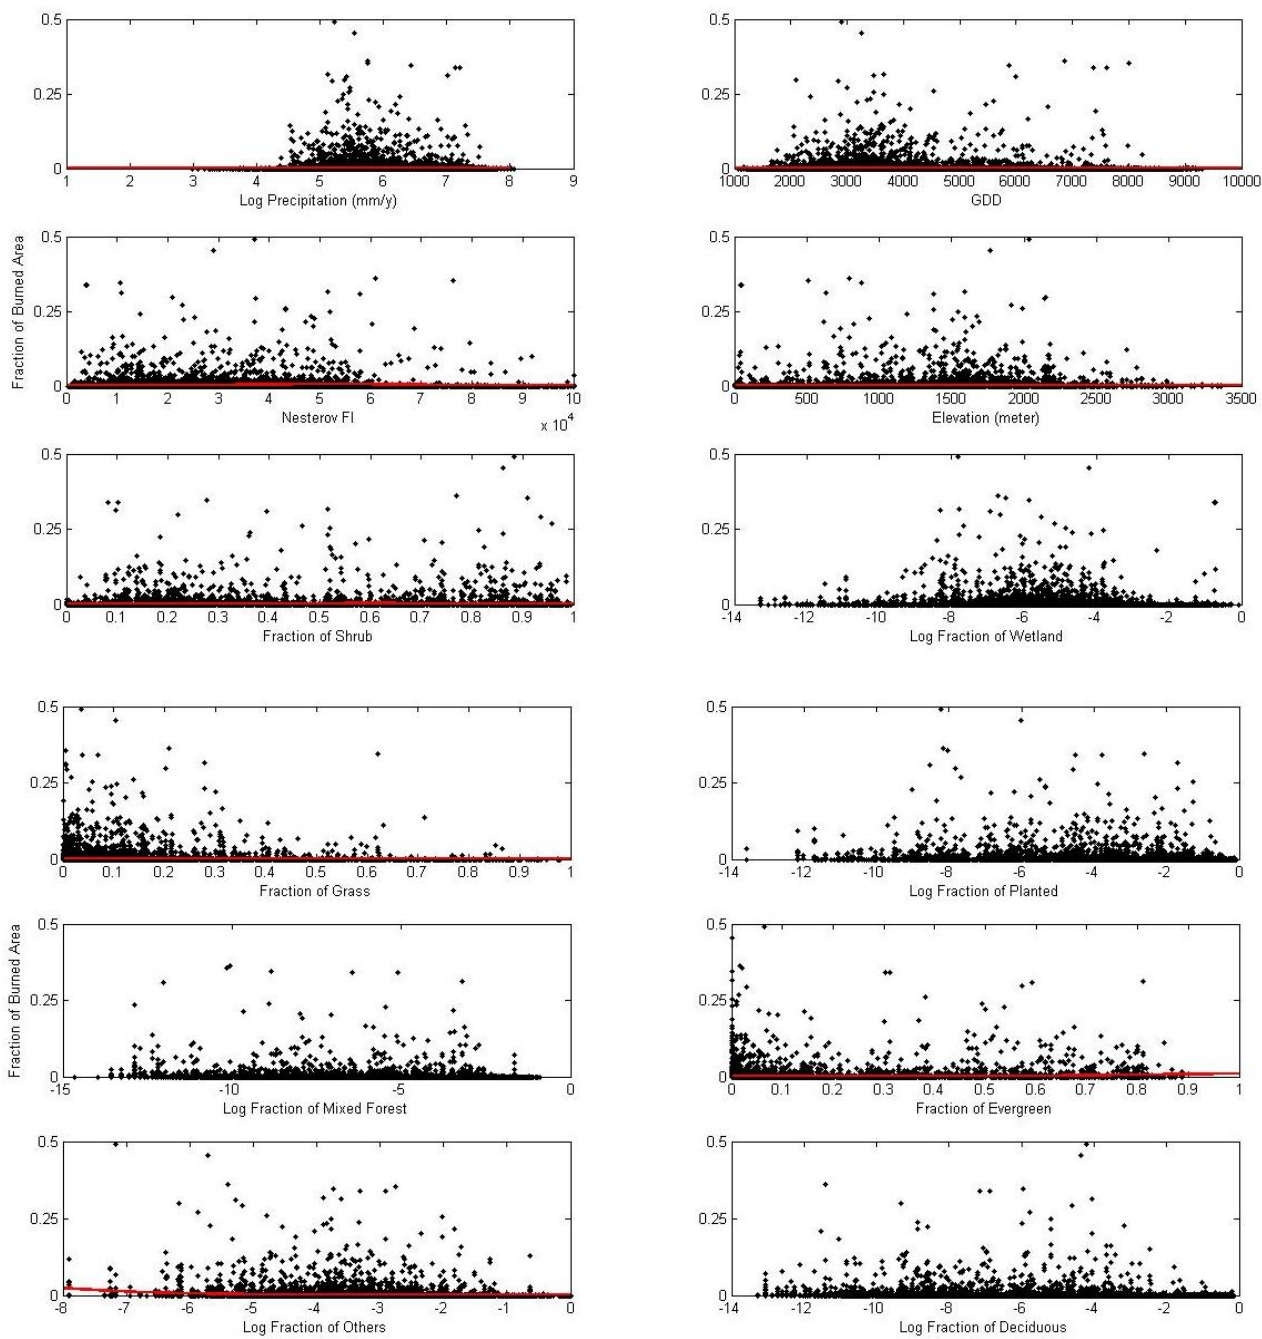 0.5 0.5
0.25 0.25
0 0
1 2 3 4 5 6 7 8 9 1000 2000 3000 4000 5000 6000 7000 8000 9000 10000
Log Precipitation (mm/y) GDD
Fraction of Burned Area
0.5 0.5
0.25 0.25
0 0
0 1 2 3 4 5 6 7 8 9 10 0 500 1000 1500 2000 2500 3000 3500
Nesterov FI x 10^4 Elevation (meter)
0.5 0.5
0.25 0.25
0 0
0 0.1 0.2 0.3 0.4 0.5 0.6 0.7 0.8 0.9 1 -14 -12 -10 -8 -6 -4 -2 0
Fraction of Shrub Log Fraction of Wetland
0.5 0.5
0.25 0.25
0 0
0 0.1 0.2 0.3 0.4 0.5 0.6 0.7 0.8 0.9 1 -14 -12 -10 -8 -6 -4 -2 0
Fraction of Grass Log Fraction of Planted
Fraction of Burned Area
0.5 0.5
0.25 0.25
0 0
-15 -10 -5 0 0 0.1 0.2 0.3 0.4 0.5 0.6 0.7 0.8 0.9 1
Log Fraction of Mixed Forest Fraction of Evergreen
0.5 0.5
0.25 0.25
0 0
-8 -7 -6 -5 -4 -3 -2 -1 0 -14 -12 -10 -8 -6 -4 -2 0
Log Fraction of Others Log Fraction of Deciduous